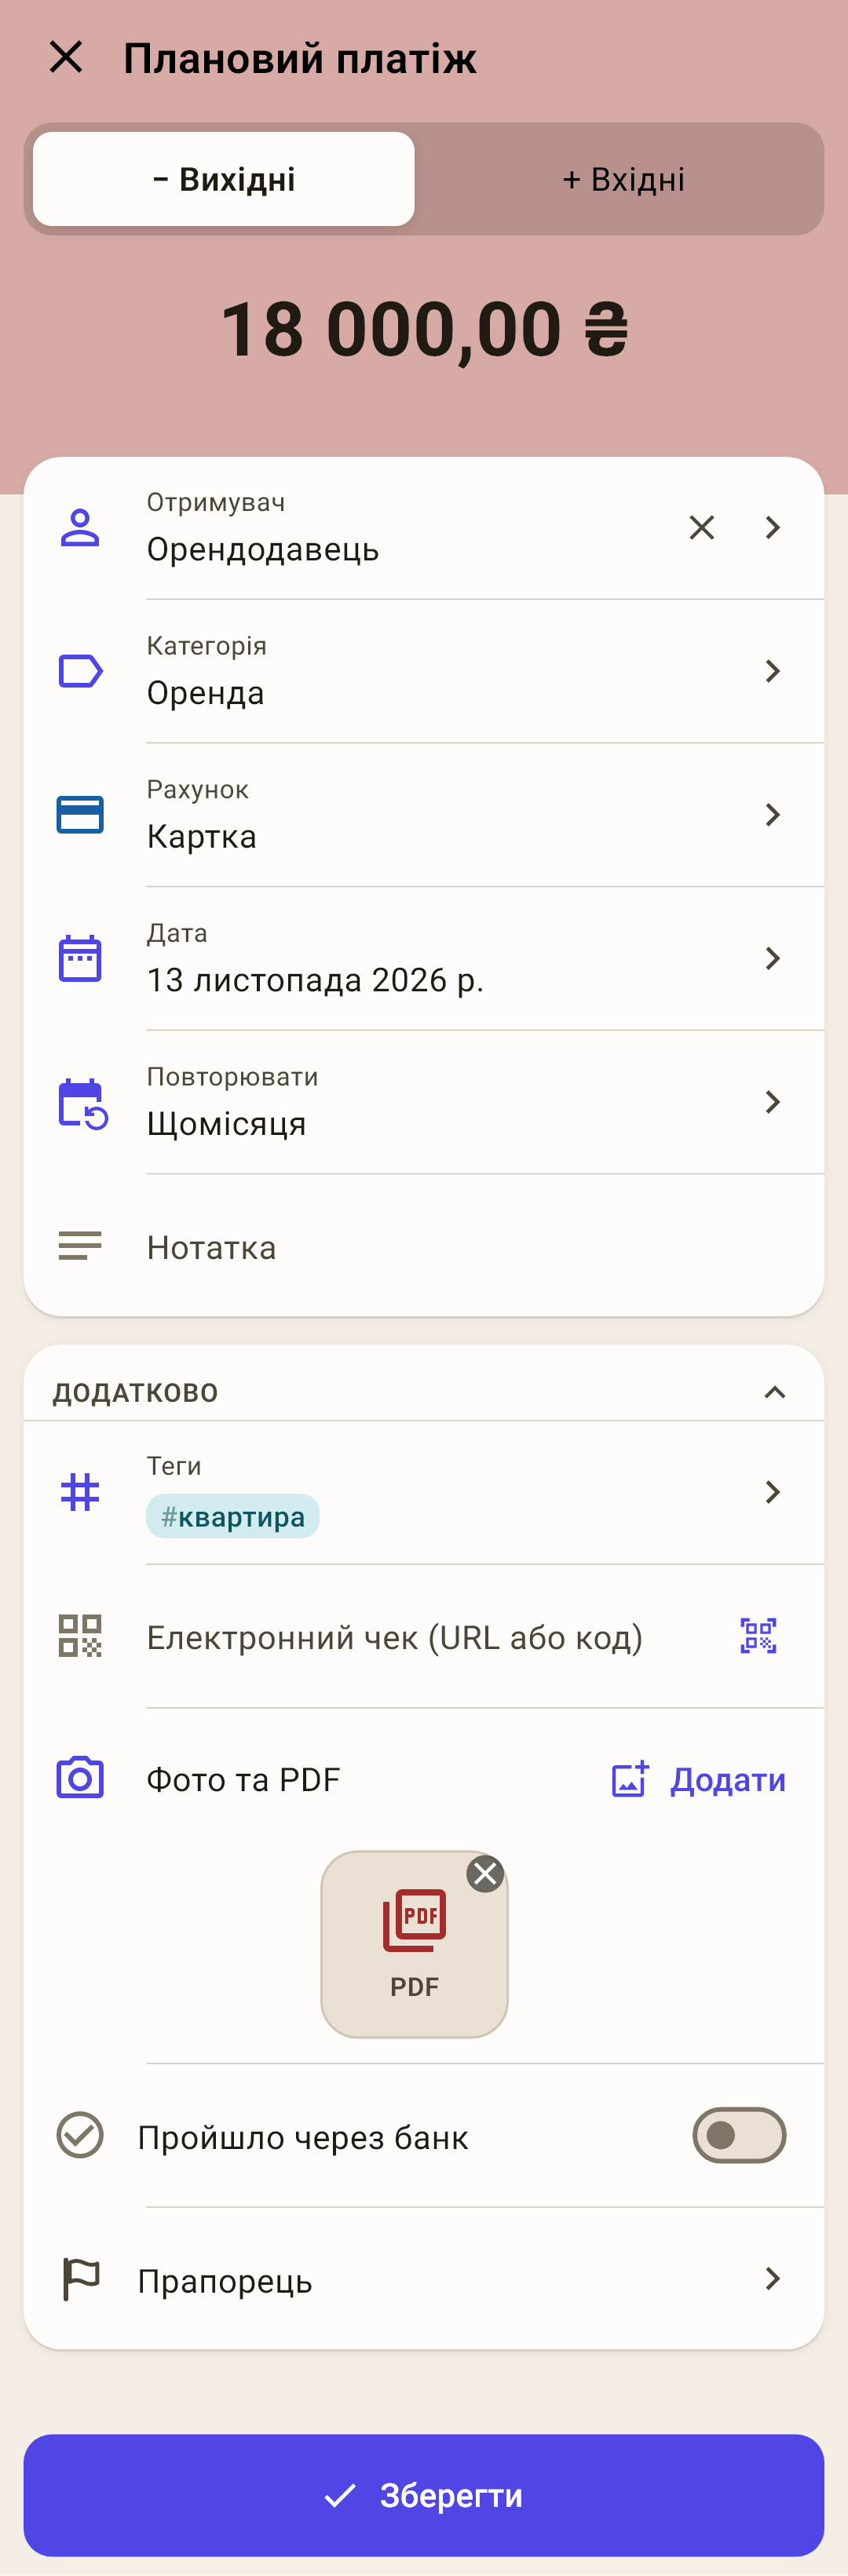 Плановий платіж
− Вихідні
+ Вхідні
18 000,00 ₴
Отримувач
Орендодавець
Категорія
Оренда
Рахунок
Картка
Дата
13 листопада 2026 р.
Повторювати
Щомісяця
Нотатка
ДОДАТКОВО
Теги
#квартира
Електронний чек (URL або код)
Фото та PDF
Додати
PDF
PDF
Пройшло через банк
Прапорець
Зберегти